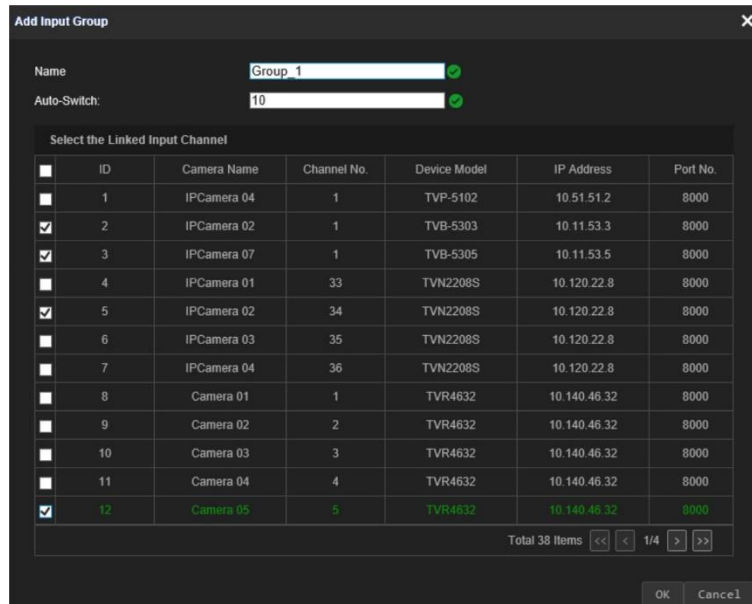 Add Input Group
Name Group_1
Auto-Switch: 10
Select the Linked Input Channel
ID Camera Name Channel No. Device Model IP Address Port No.
1 IPCamera 04 1 TVP-5102 10.51.51.2 8000
2 IPCamera 02 1 TVB-5303 10.11.53.3 8000
3 IPCamera 07 1 TVB-5305 10.11.53.5 8000
4 IPCamera 01 33 TVN2208S 10.120.22.8 8000
5 IPCamera 02 34 TVN2208S 10.120.22.8 8000
6 IPCamera 03 35 TVN2208S 10.120.22.8 8000
7 IPCamera 04 36 TVN2208S 10.120.22.8 8000
8 Camera 01 1 TVR4632 10.140.46.32 8000
9 Camera 02 2 TVR4632 10.140.46.32 8000
10 Camera 03 3 TVR4632 10.140.46.32 8000
11 Camera 04 4 TVR4632 10.140.46.32 8000
12 Camera 05 5 TVR4632 10.140.46.32 8000
Total 38 Items << < 1/4 > >>
OK Cancel